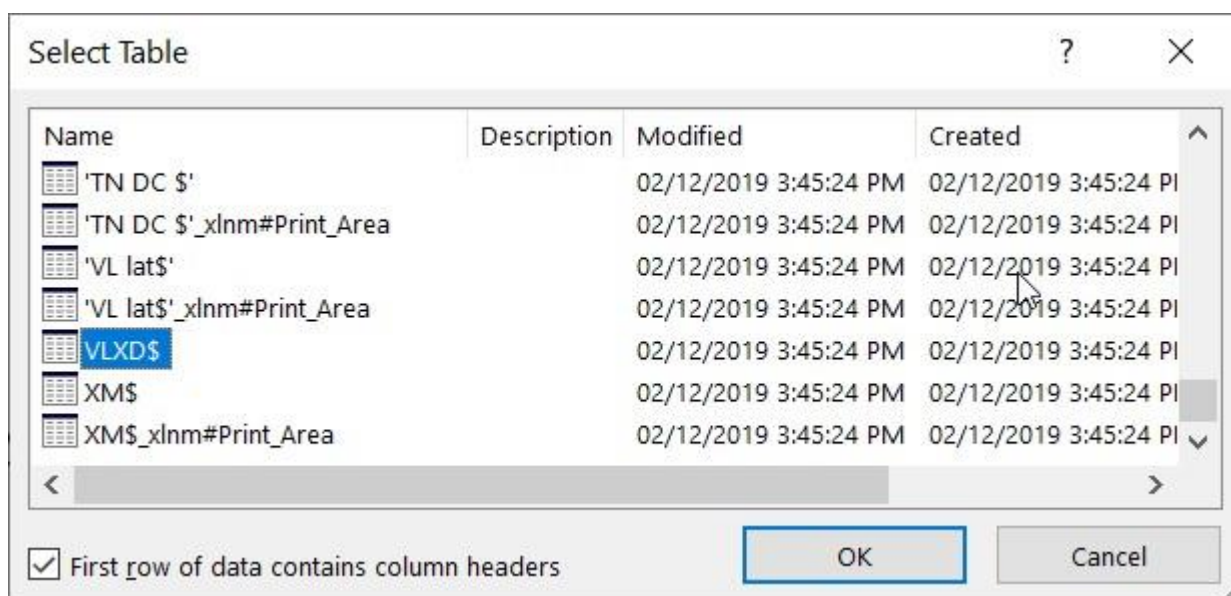 Select Table ?
Name Description Modified Created
'TN DC $' 02/12/2019 3:45:24 PM 02/12/2019 3:45:24 PI
'TN DC $'_xlnm#Print_Area 02/12/2019 3:45:24 PM 02/12/2019 3:45:24 PI
'VL lat$' 02/12/2019 3:45:24 PM 02/12/2019 3:45:24 PI
'VL lat$'_xlnm#Print_Area 02/12/2019 3:45:24 PM 02/12/2019 3:45:24 PI
VLXD$ 02/12/2019 3:45:24 PM 02/12/2019 3:45:24 PI
XM$ 02/12/2019 3:45:24 PM 02/12/2019 3:45:24 PI
XM$_xlnm#Print_Area 02/12/2019 3:45:24 PM 02/12/2019 3:45:24 PI
First row of data contains column headers OK Cancel